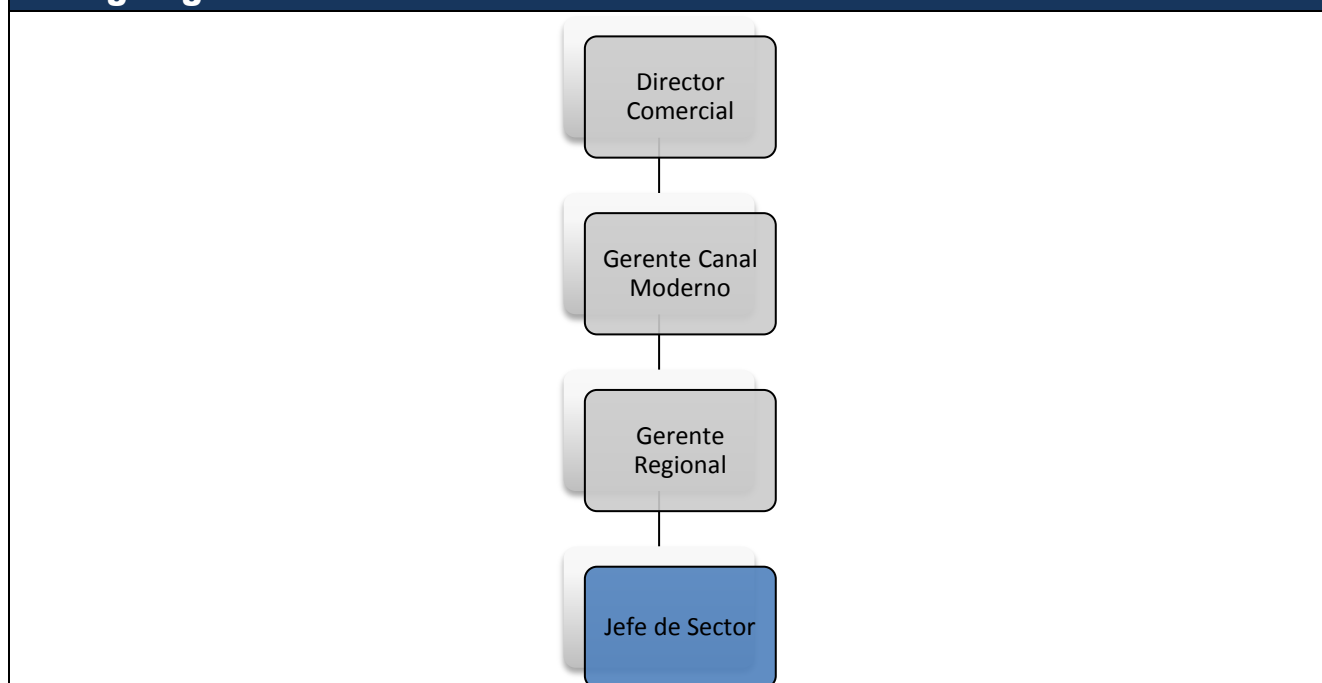 Director
Comercial
Gerente Canal
Moderno
Gerente
Regional
Jefe de Sector